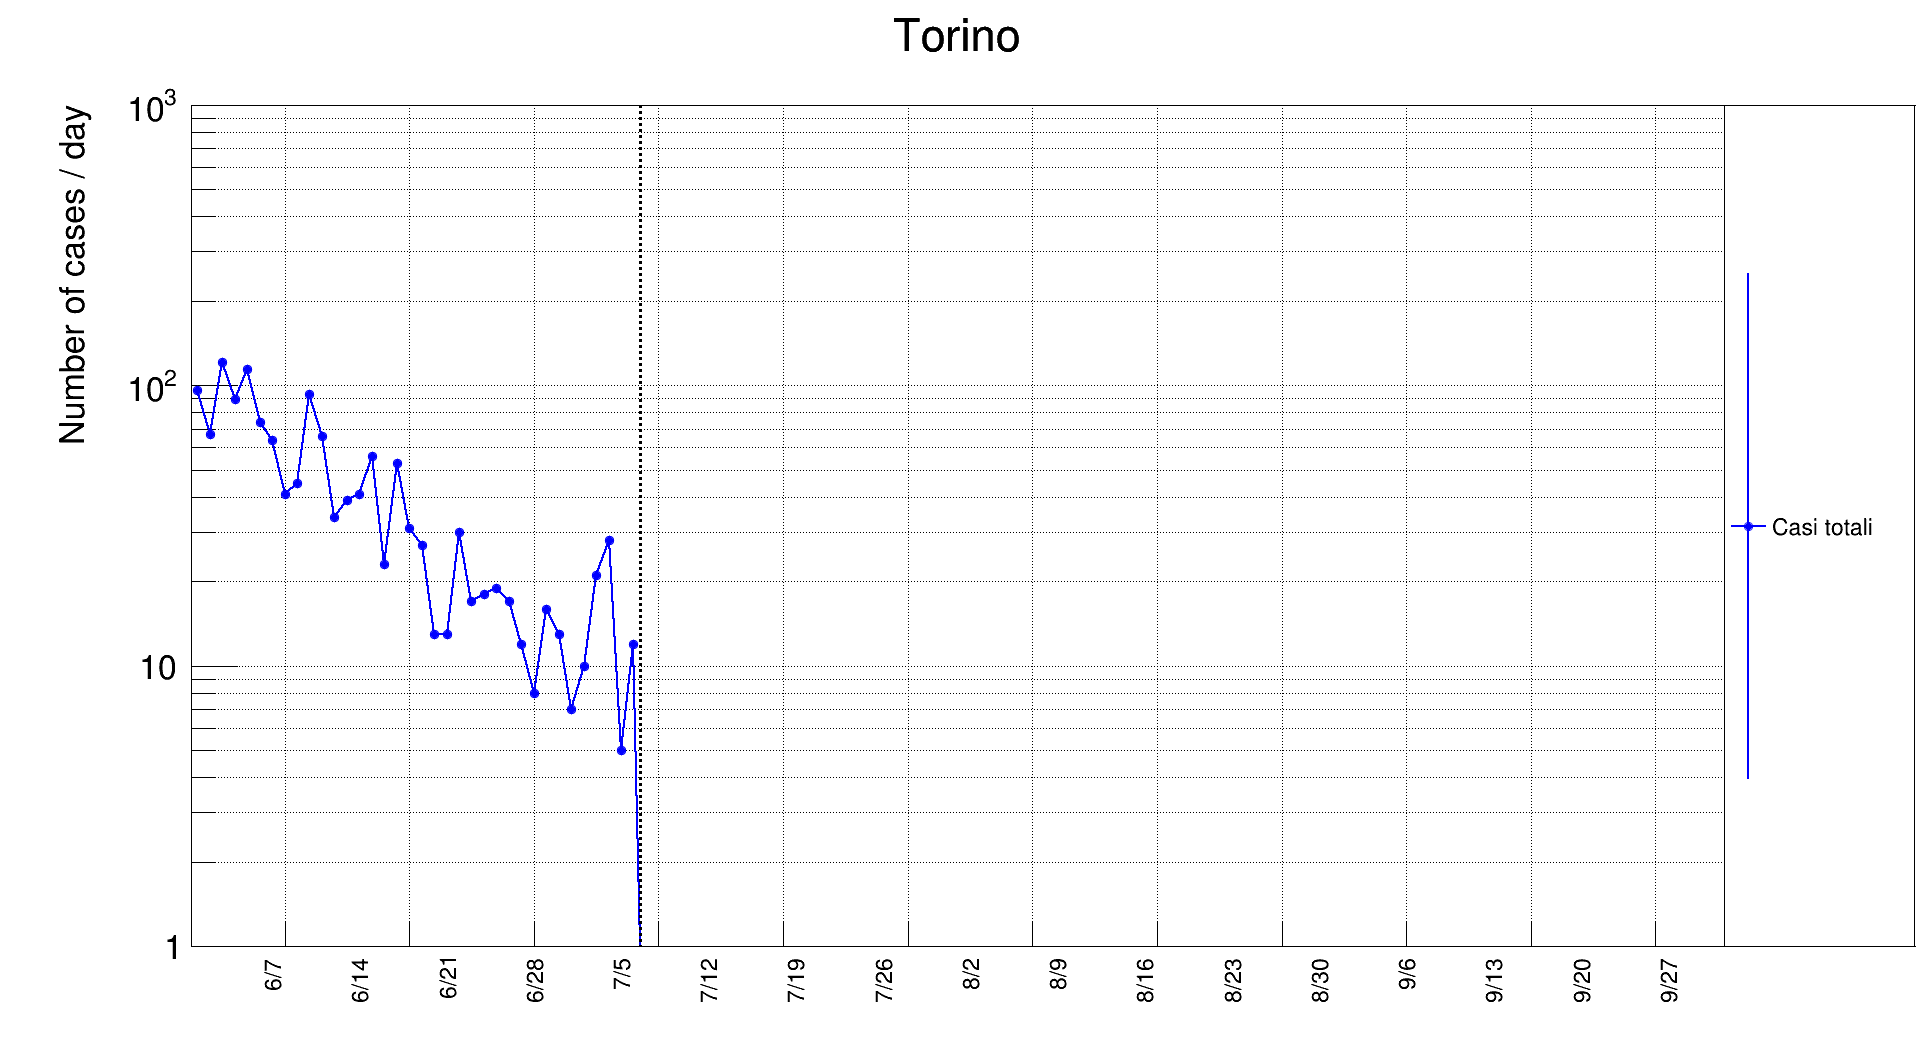 Torino
Number of cases / day
10³
10²
10
1
Casi totali
6/7 6/14 6/21 6/28 7/5 7/12 7/19 7/26 8/2 8/9 8/16 8/23 8/30 9/6 9/13 9/20 9/27